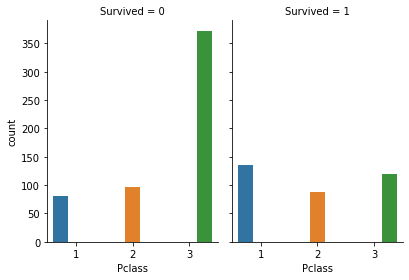 Survived = 0
Survived = 1
350
300
250
200
150
100
50
0
count
1 2 3
1 2 3
Pclass
Pclass